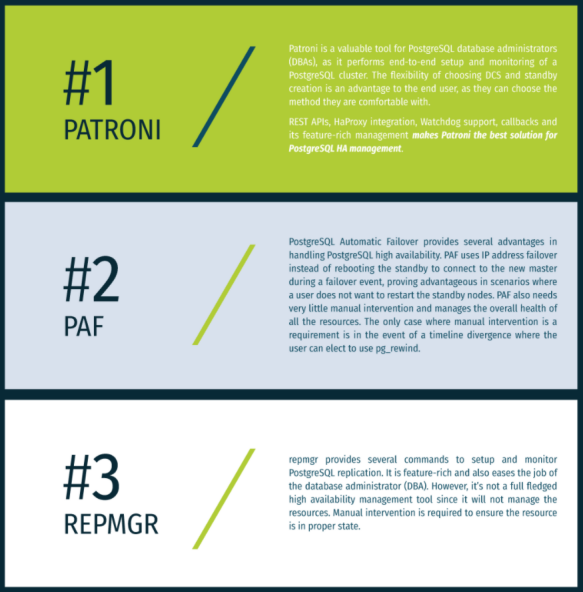 #1
PATRONI
Patroni is a valuable tool for PostgreSQL database administrators
(DBAs), as it performs end-to-end setup and monitoring of a
PostgreSQL cluster. The flexibility of choosing DCS and standby
creation is an advantage to the end user, as they can choose the
method they are comfortable with.
REST APIs, HaProxy integration, Watchdog support, callbacks and
its feature-rich management makes Patroni the best solution for
PostgreSQL HA management.
#2
PAF
PostgreSQL Automatic Failover provides several advantages in
handling PostgreSQL high availability. PAF uses IP address failover
instead of rebooting the standby to connect to the new master
during a failover event, proving advantageous in scenarios where
a user does not want to restart the standby nodes. PAF also needs
very little manual intervention and manages the overall health of
all the resources. The only case where manual intervention is a
requirement is in the event of a timeline divergence where the
user can elect to use pg_rewind.
#3
REPMGR
repmgr provides several commands to setup and monitor
PostgreSQL replication. It is feature-rich and also eases the job of
the database administrator (DBA). However, it's not a full fledged
high availability management tool since it will not manage the
resources. Manual intervention is required to ensure the resource
is in proper state.